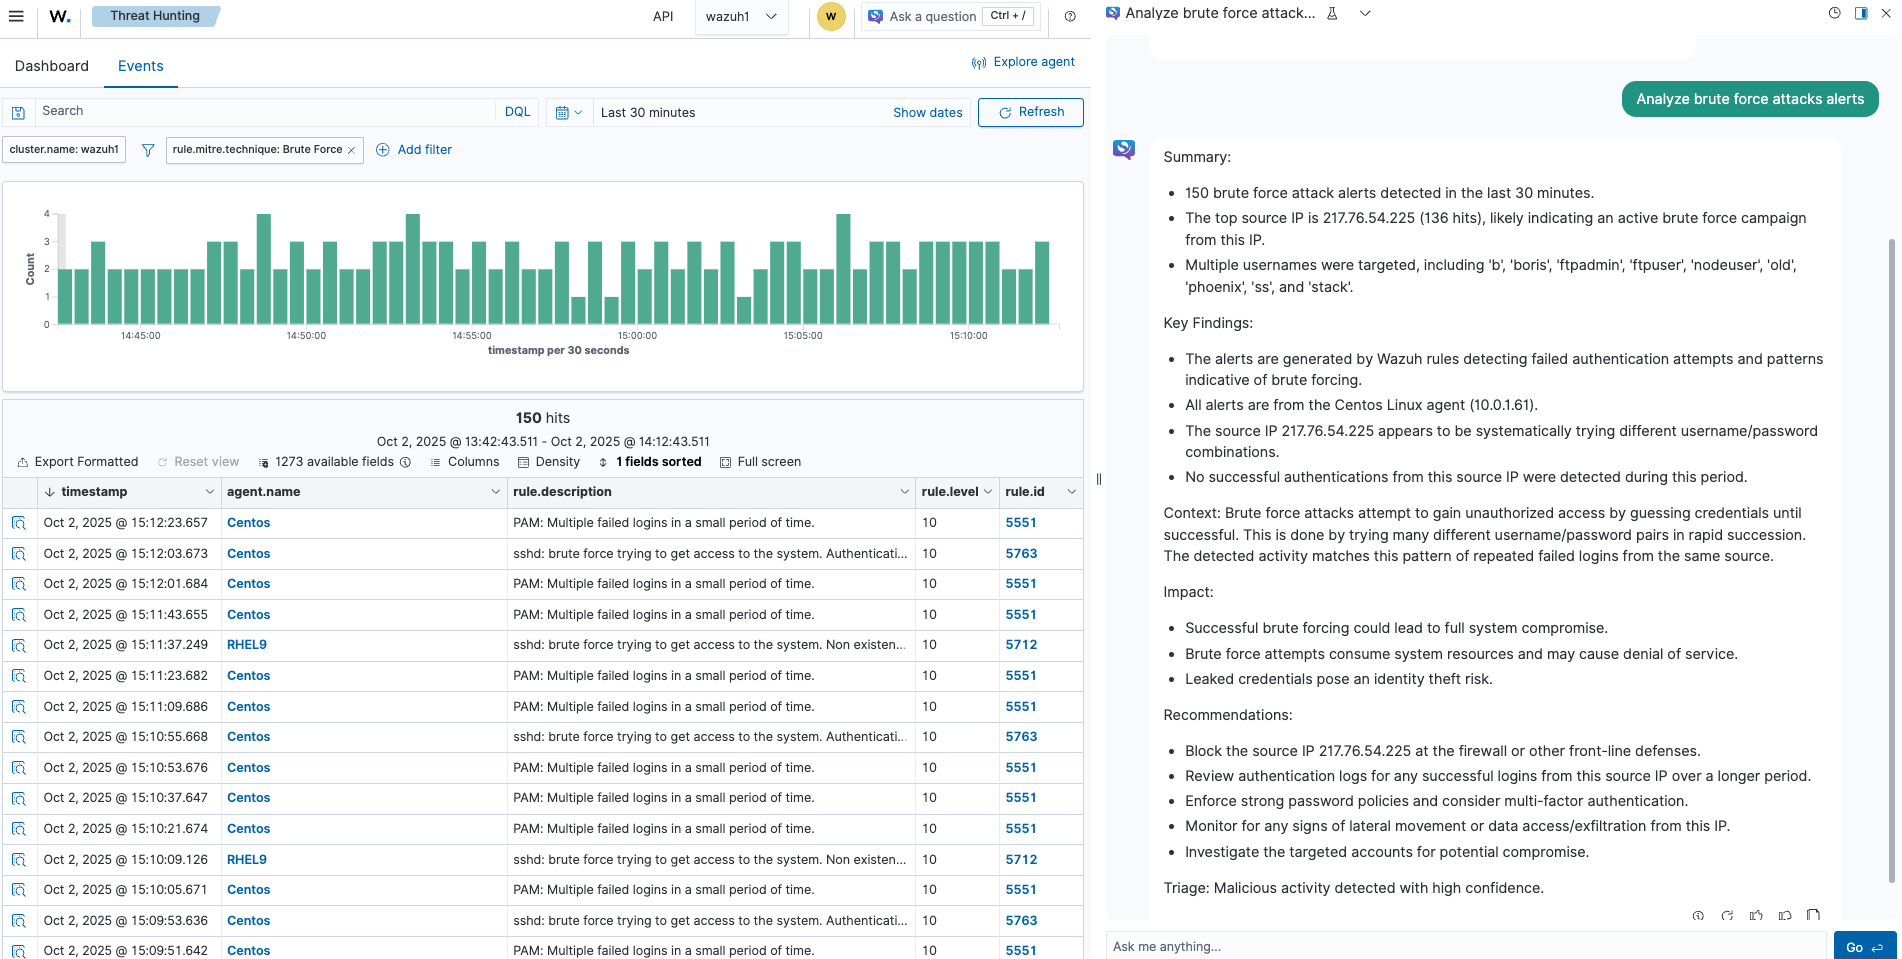 W.
Threat Hunting
API
wazuh1
W
Ask a question
Ctrl + /
Dashboard
Events
Explore agent
Search
DQL
Last 30 minutes
Show dates
Refresh
cluster.name: wazuh1
rule.mitre.technique: Brute Force
Add filter
Count
4
3
2
1
0
14:45:00
14:50:00
14:55:00
15:00:00
15:05:00
15:10:00
timestamp per 30 seconds
150 hits
Oct 2, 2025 @ 13:42:43.511 - Oct 2, 2025 @ 14:12:43.511
Export Formatted
Reset view
1273 available fields
Columns
Density
1 fields sorted
Full screen
timestamp agent.name rule.description rule.level rule.id
Oct 2, 2025 @ 15:12:23.657 Centos PAM: Multiple failed logins in a small period of time. 10 5551
Oct 2, 2025 @ 15:12:03.673 Centos sshd: brute force trying to get access to the system. Authenticati... 10 5763
Oct 2, 2025 @ 15:12:01.684 Centos PAM: Multiple failed logins in a small period of time. 10 5551
Oct 2, 2025 @ 15:11:43.655 Centos PAM: Multiple failed logins in a small period of time. 10 5551
Oct 2, 2025 @ 15:11:37.249 RHEL9 sshd: brute force trying to get access to the system. Non existen... 10 5712
Oct 2, 2025 @ 15:11:23.682 Centos PAM: Multiple failed logins in a small period of time. 10 5551
Oct 2, 2025 @ 15:11:09.686 Centos PAM: Multiple failed logins in a small period of time. 10 5551
Oct 2, 2025 @ 15:10:55.668 Centos sshd: brute force trying to get access to the system. Authenticati... 10 5763
Oct 2, 2025 @ 15:10:53.676 Centos PAM: Multiple failed logins in a small period of time. 10 5551
Oct 2, 2025 @ 15:10:37.647 Centos PAM: Multiple failed logins in a small period of time. 10 5551
Oct 2, 2025 @ 15:10:21.674 Centos PAM: Multiple failed logins in a small period of time. 10 5551
Oct 2, 2025 @ 15:10:09.126 RHEL9 sshd: brute force trying to get access to the system. Non existen... 10 5712
Oct 2, 2025 @ 15:10:05.671 Centos PAM: Multiple failed logins in a small period of time. 10 5551
Oct 2, 2025 @ 15:09:53.636 Centos sshd: brute force trying to get access to the system. Authenticati... 10 5763
Oct 2, 2025 @ 15:09:51.642 Centos PAM: Multiple failed logins in a small period of time. 10 5551
Analyze brute force attack...
Analyze brute force attacks alerts
Summary:
• 150 brute force attack alerts detected in the last 30 minutes.
• The top source IP is 217.76.54.225 (136 hits), likely indicating an active brute force campaign
from this IP.
• Multiple usernames were targeted, including 'b', 'boris', 'ftpadmin', 'ftpuser', 'nodeuser', 'old',
'phoenix', 'ss', and 'stack'.
Key Findings:
• The alerts are generated by Wazuh rules detecting failed authentication attempts and patterns
indicative of brute forcing.
• All alerts are from the Centos Linux agent (10.0.1.61).
• The source IP 217.76.54.225 appears to be systematically trying different username/password
combinations.
• No successful authentications from this source IP were detected during this period.
Context: Brute force attacks attempt to gain unauthorized access by guessing credentials until
successful. This is done by trying many different username/password pairs in rapid succession.
The detected activity matches this pattern of repeated failed logins from the same source.
Impact:
• Successful brute forcing could lead to full system compromise.
• Brute force attempts consume system resources and may cause denial of service.
• Leaked credentials pose an identity theft risk.
Recommendations:
• Block the source IP 217.76.54.225 at the firewall or other front-line defenses.
• Review authentication logs for any successful logins from this source IP over a longer period.
• Enforce strong password policies and consider multi-factor authentication.
• Monitor for any signs of lateral movement or data access/exfiltration from this IP.
• Investigate the targeted accounts for potential compromise.
Triage: Malicious activity detected with high confidence.
Ask me anything...
Go